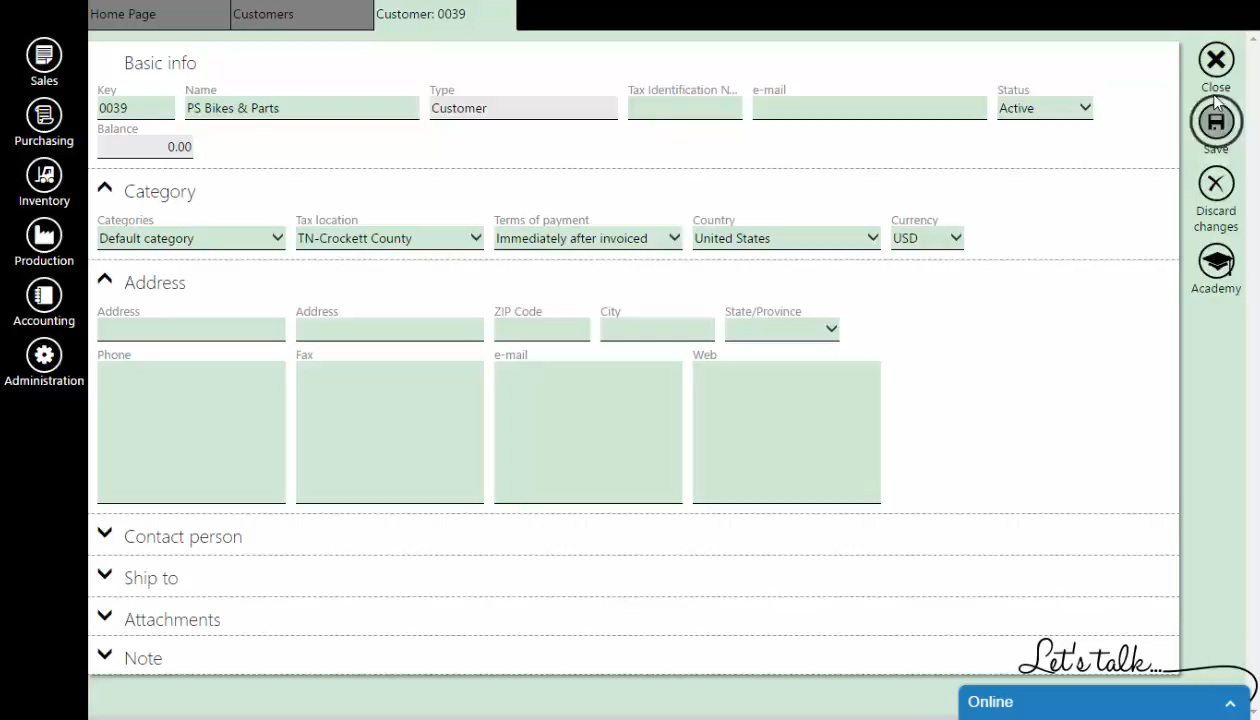 Home Page
Customers
Customer: 0039
Sales
Purchasing
Inventory
Production
Accounting
Administration
Basic info
Key
Name
Type
Tax Identification N...
e-mail
Status
0039
PS Bikes & Parts
Customer
Active
Balance
0.00
Category
Categories
Tax location
Terms of payment
Country
Currency
Default category
TN-Crockett County
Immediately after invoiced
United States
USD
Address
Address
Address
ZIP Code
City
State/Province
Phone
Fax
e-mail
Web
Contact person
Ship to
Attachments
Note
Close
Save
Discard
changes
Academy
Let's talk...
Online